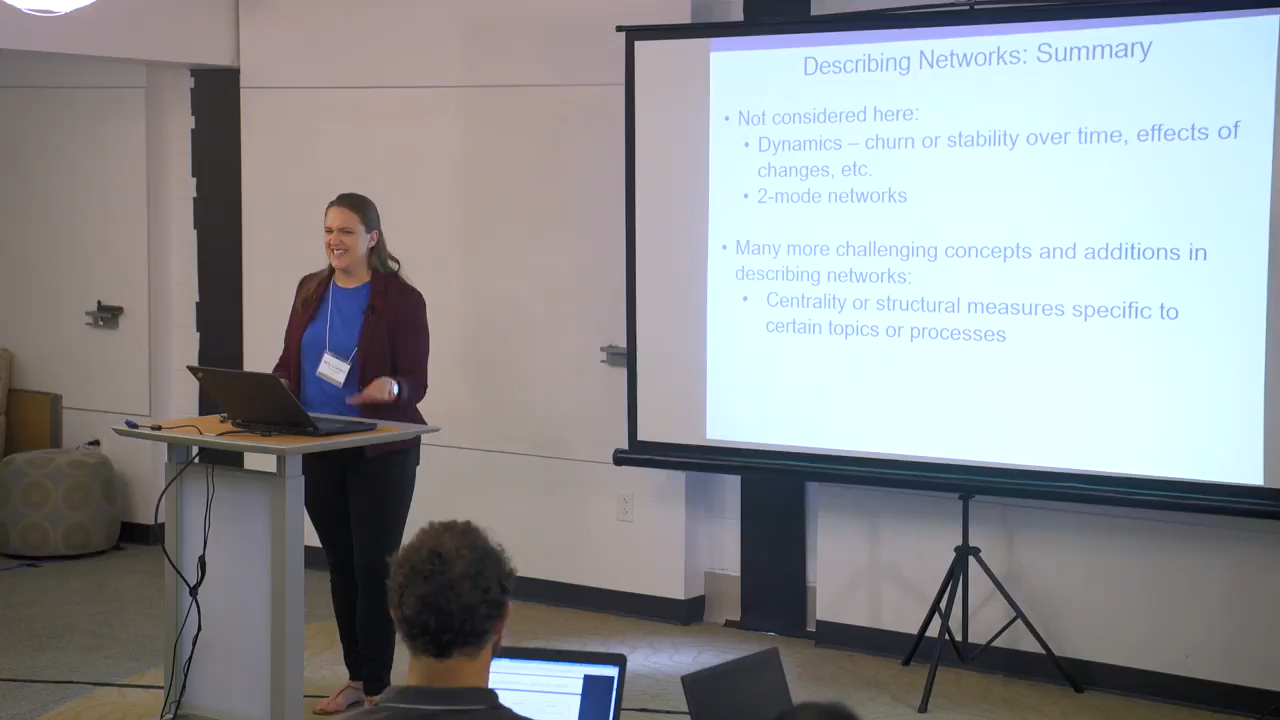 Describing Networks: Summary
• Not considered here:
• Dynamics – churn or stability over time, effects of
changes, etc.
• 2-mode networks
• Many more challenging concepts and additions in
describing networks:
• Centrality or structural measures specific to
certain topics or processes